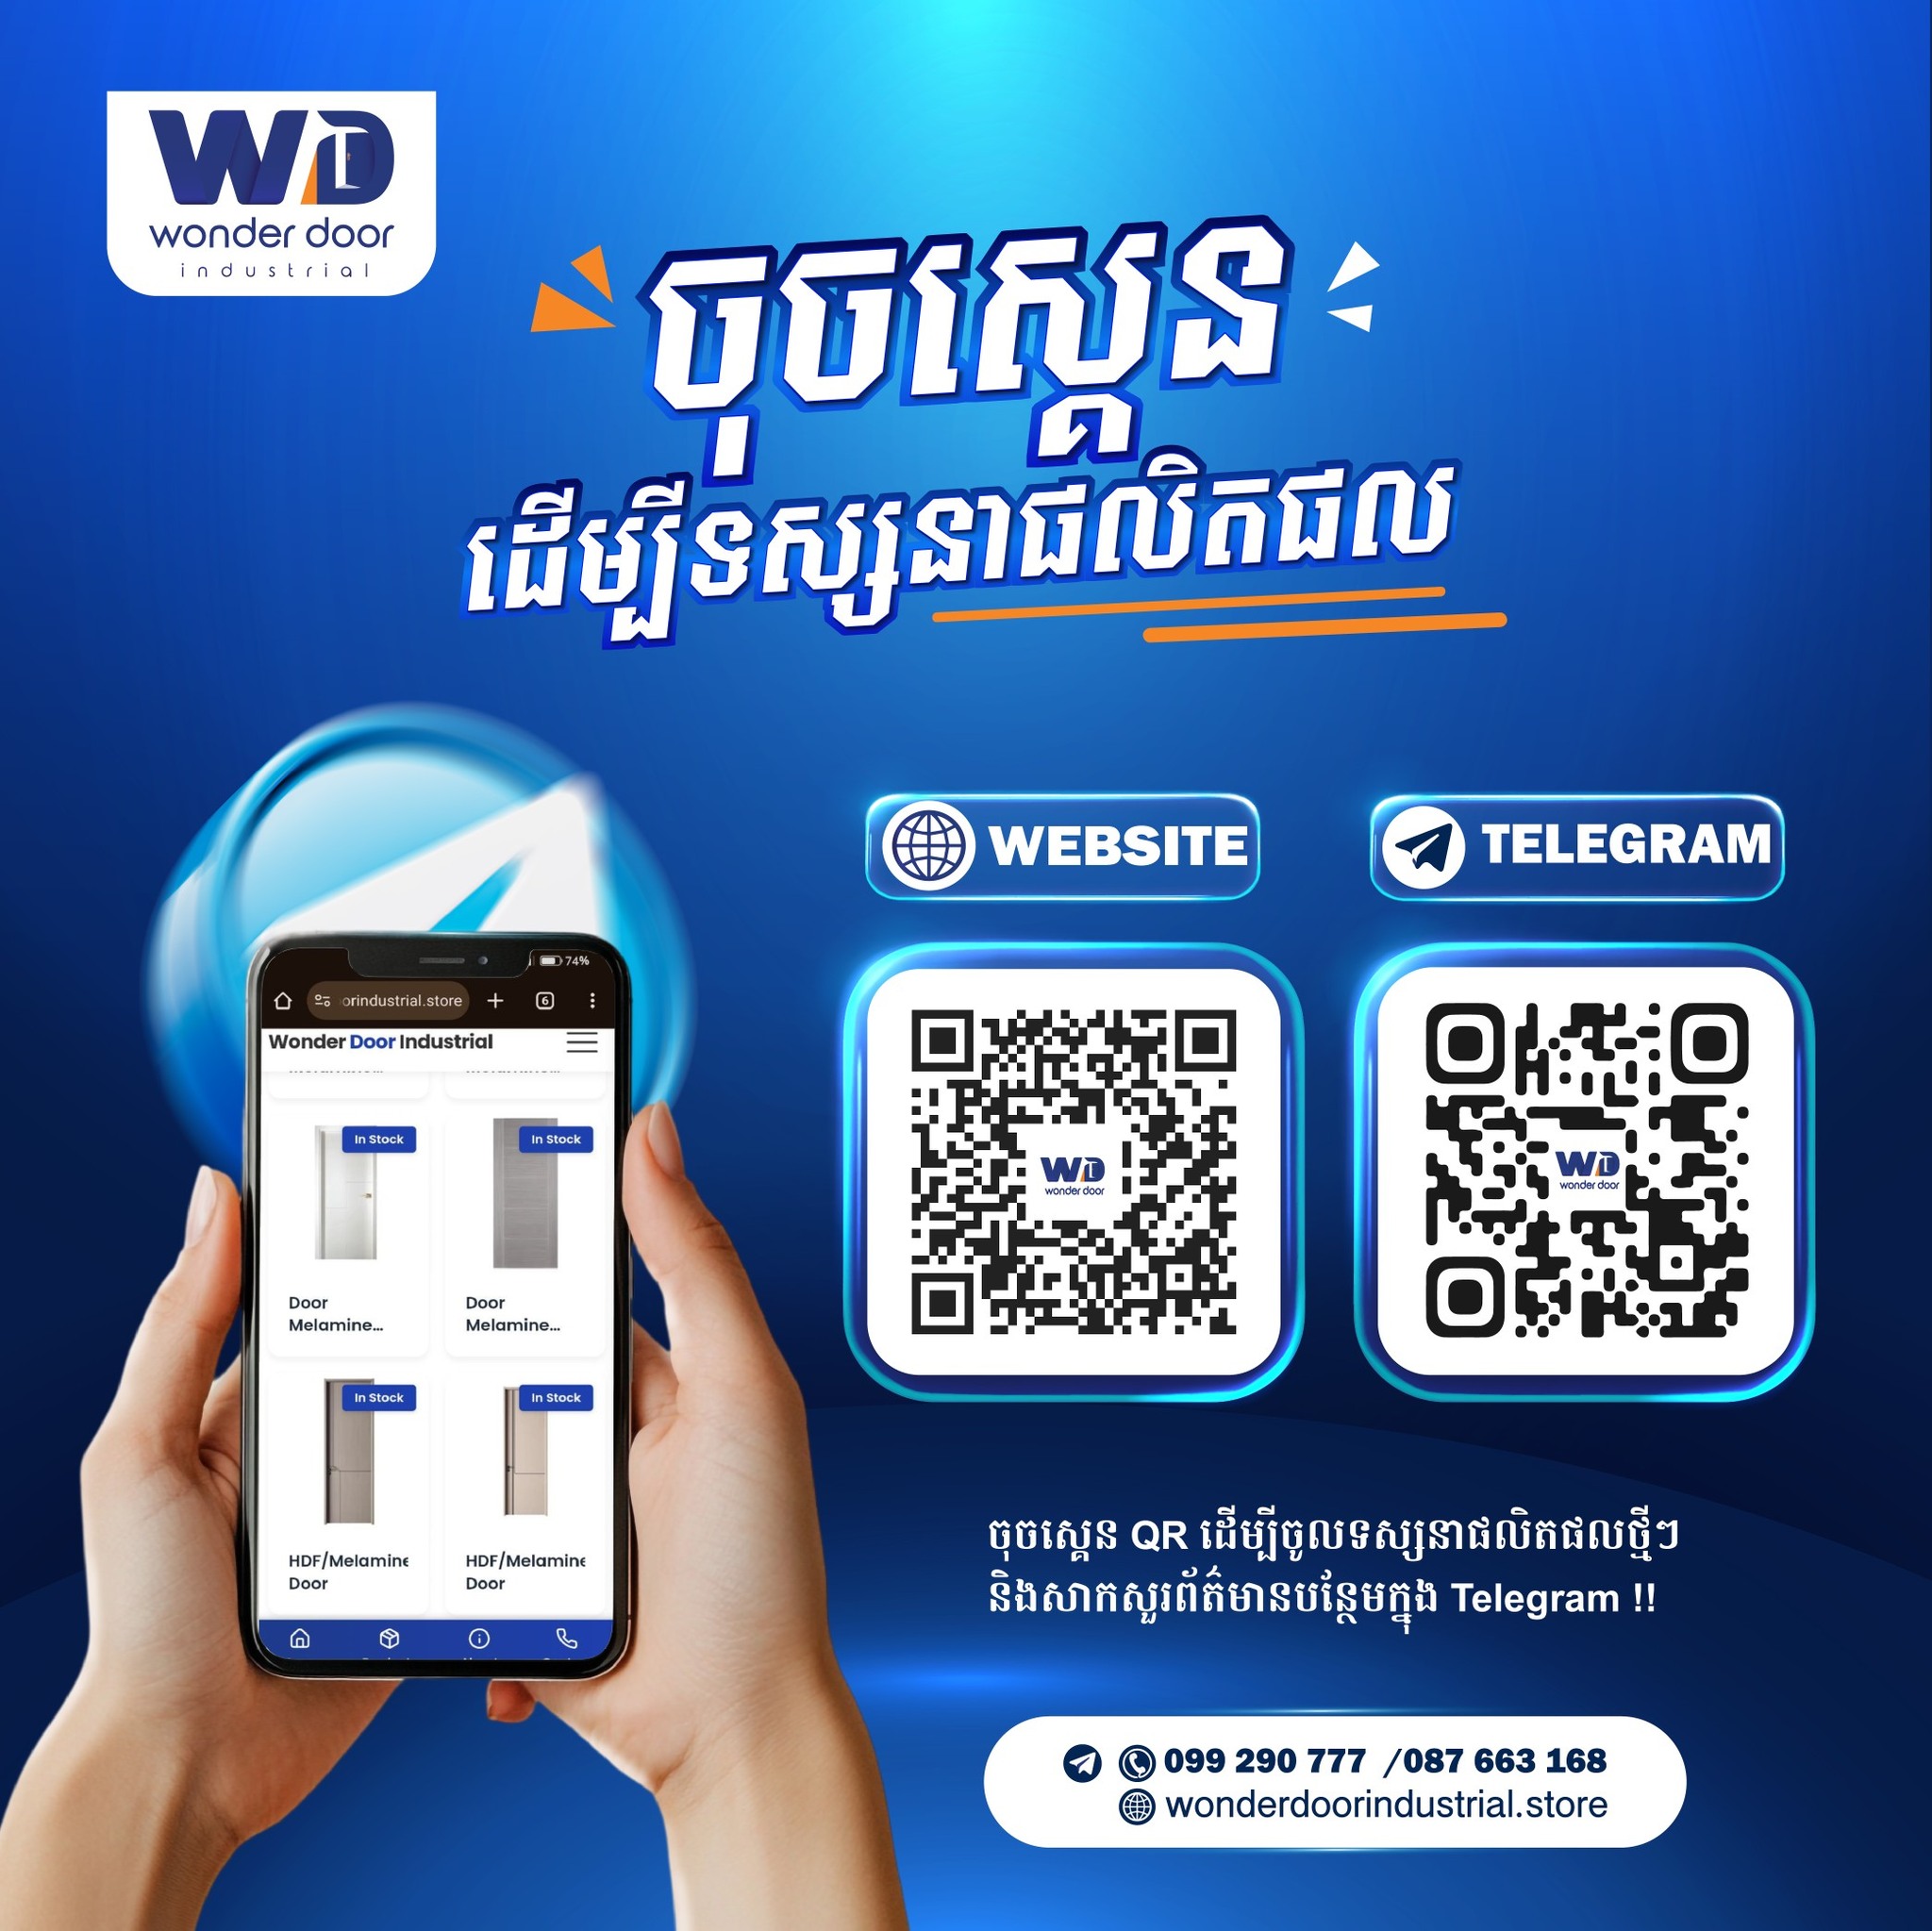 WD
wonder door
industrial
ចុចស្គេន
ដើម្បីទស្សនាផលិតផល
WEBSITE
TELEGRAM
74%
orindustrial.store
6
Wonder Door Industrial
In Stock
In Stock
Door
Melamine...
Door
Melamine...
In Stock
In Stock
HDF/Melamine
Door
HDF/Melamine
Door
WD
wonder door
WD
wonder door
ចុចស្គេន QR ដើម្បីចូលទស្សនាផលិតផលថ្មីៗ
និងសាកសួរព័ត៌មានបន្ថែមក្នុង Telegram !!
099 290 777 /087 663 168
wonderdoorindustrial.store